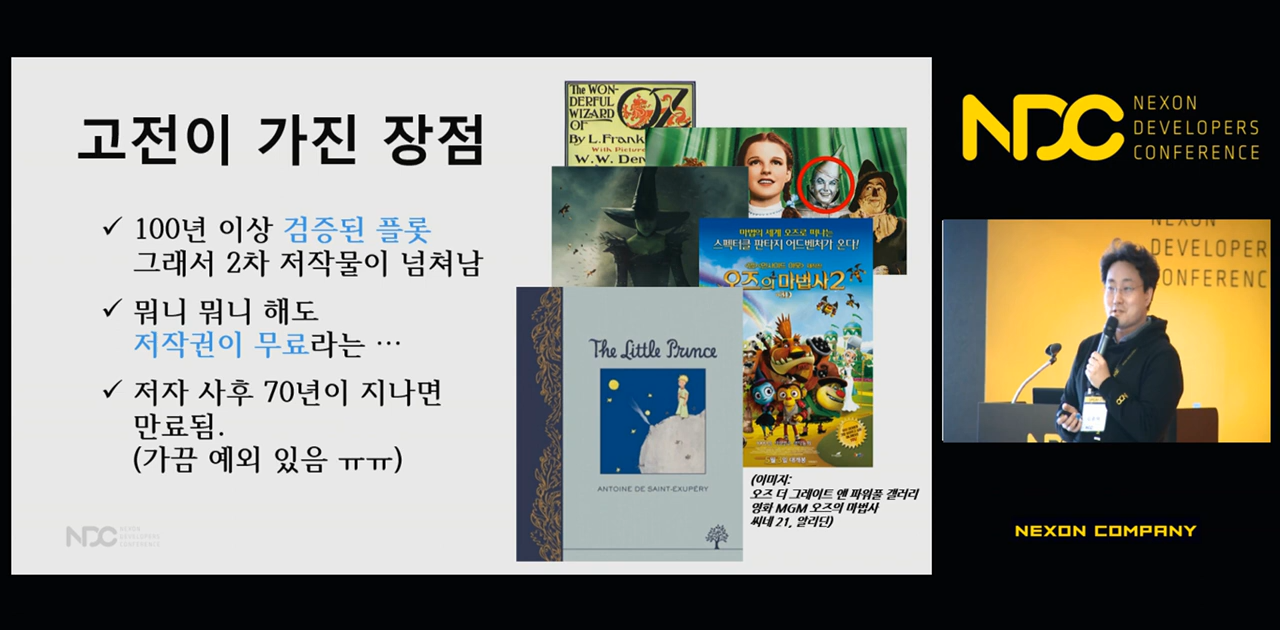 고전이 가진 장점
✓ 100년 이상 검증된 플롯
그래서 2차 저작물이 넘쳐남
✓ 뭐니 뭐니 해도
저작권이 무료라는 …
✓ 저자 사후 70년이 지나면
만료됨.
(가끔 예외 있음 ㅠㅠ)
NDC NEXON
DEVELOPERS
CONFERENCE
The WON-
DERFUL
WIZARD
OF
OZ
By L. Frank
With Pictures
W.W. Den
마법의 세계 오즈로 떠나는
스펙터클 판타지 어드벤처가 온다!
오즈의 마법사2
The Little Prince
ANTOINE DE SAINT-EXUPÉRY
(이미지:
오즈 더 그레이트 앤 파워풀 갤러리
영화 MGM 오즈의 마법사
씨네 21, 알라딘)
NDC
NEXON
DEVELOPERS
CONFERENCE
NEXON
DEVELOPER
CONFERENC
NEXON COMPANY